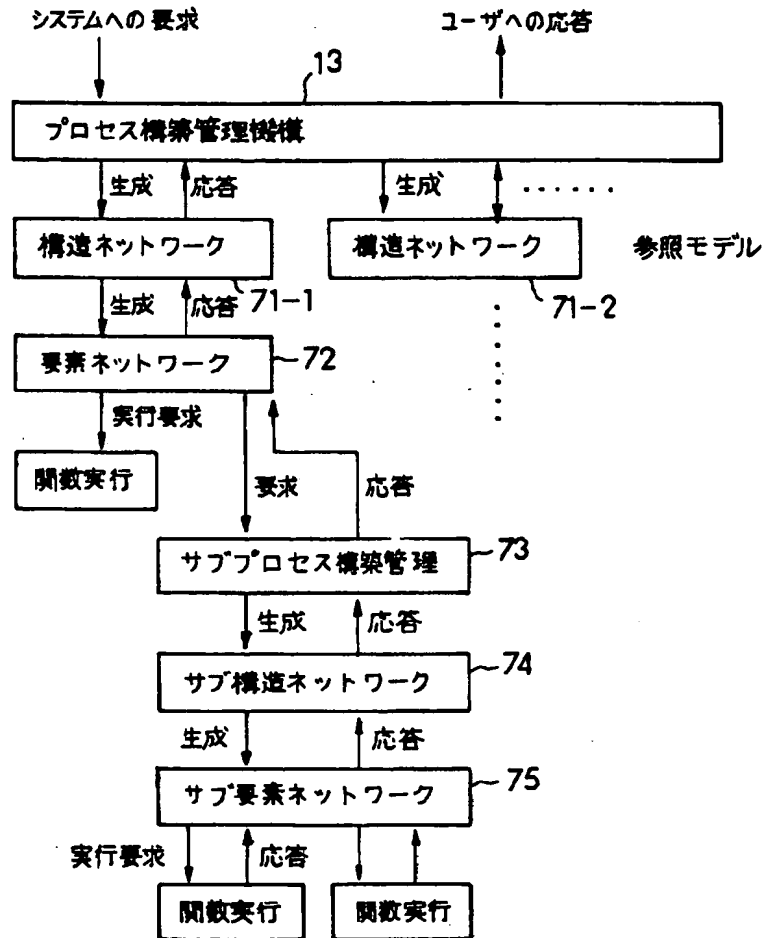 システムへの要求
ユーザへの応答
13
プロセス構築管理機構
生成
応答
生成
・・・・・・
構造ネットワーク
構造ネットワーク
参照モデル
71-1
71-2
生成
応答
要素ネットワーク
72
実行要求
関数実行
要求
応答
サブプロセス構築管理
73
生成
応答
サブ構造ネットワーク
74
生成
応答
サブ要素ネットワーク
75
実行要求
応答
関数実行
関数実行